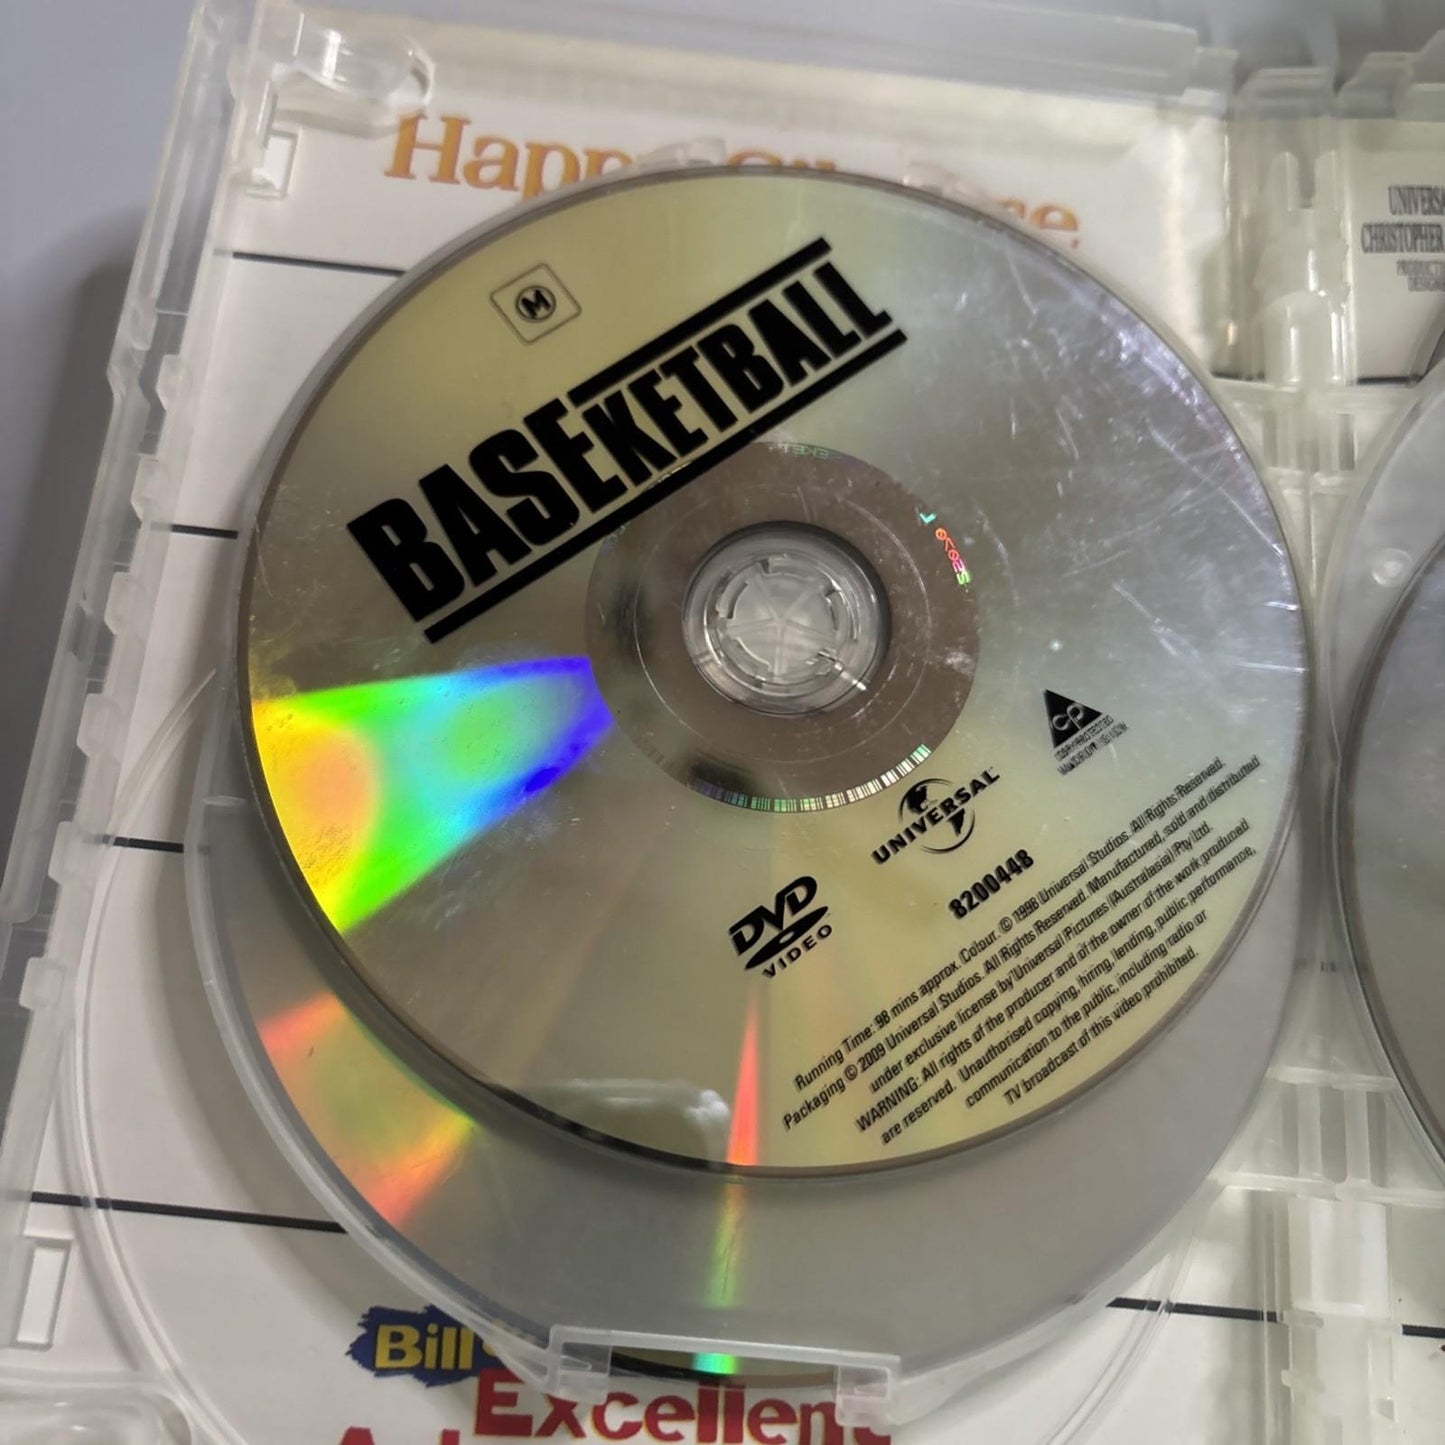 Happy
UNIVERSA
CHRISTOPHER
M
BASEKETBALL
CP
COPY PROTECTED
UNIVERSAL
8200448
DVD
VIDEO
Running Time: 98 mins approx. Colour. © 1998 Universal Studios. All Rights Reserved.
Packaging © 2009 Universal Studios. All Rights Reserved. Manufactured, sold and distributed
under exclusive license by Universal Pictures (Australasia) Pty Ltd.
WARNING: All rights of the producer and of the owner of the work produced
are reserved. Unauthorised copying, hiring, lending, public performance,
communication to the public, including radio or
TV broadcast of this video prohibited.
Bill
Excellent